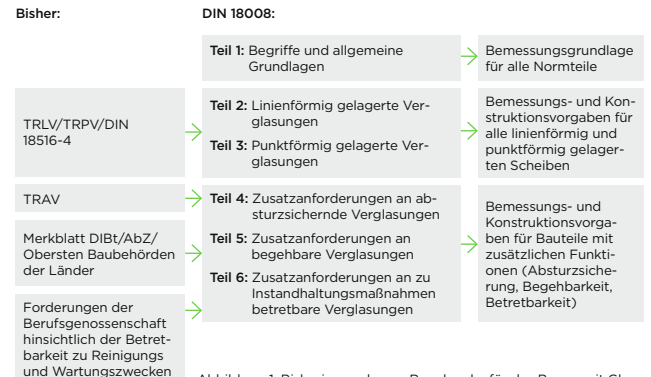 Bisher:
DIN 18008:
Teil 1: Begriffe und allgemeine
Grundlagen
Bemessungsgrundlage
für alle Normteile
TRLV/TRPV/DIN
18516-4
Teil 2: Linienförmig gelagerte Ver-
glasungen
Teil 3: Punktförmig gelagerte Ver-
glasungen
Bemessungs- und Kon-
struktionsvorgaben für
alle linienförmig und
punktförmig gelager-
ten Scheiben
TRAV
Merkblatt DIBt/AbZ/
Obersten Baubehörden
der Länder
Forderungen der
Berufsgenossenschaft
hinsichtlich der Betret-
barkeit zu Reinigungs
und Wartungszwecken
Teil 4: Zusatzanforderungen an ab-
sturzsichernde Verglasungen
Teil 5: Zusatzanforderungen an
begehbare Verglasungen
Teil 6: Zusatzanforderungen an zu
Instandhaltungsmaßnahmen
betretbare Verglasungen
Bemessungs- und
Konstruktionsvorga-
ben für Bauteile mit
zusätzlichen Funkti-
onen (Absturzsiche-
rung, Begehbarkeit,
Betretbarkeit)